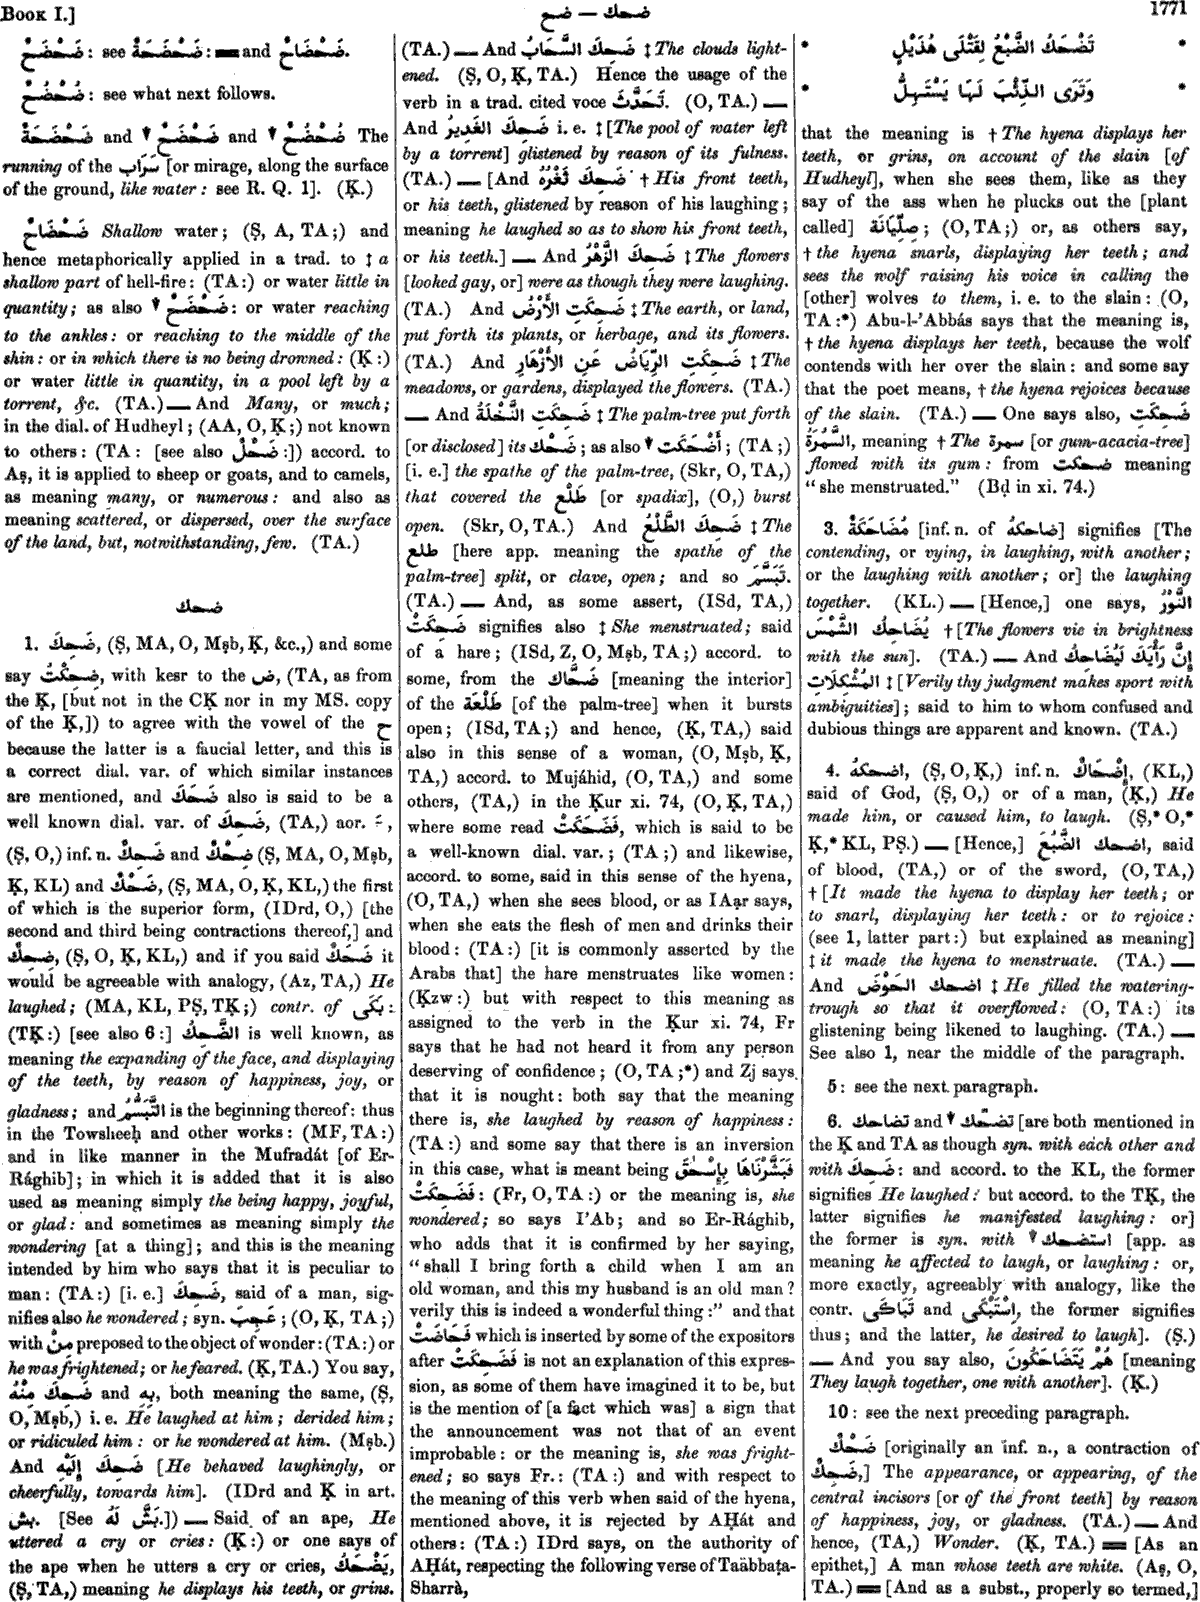 Book I.]
ضحك — ضح
1771
ضَحْضَحٌ: see ضَحْضَحَةٌ: ▬ and ضَحْضَاحٌ.
ضُحْضُحٌ: see what next follows.
ضَحْضَحَةٌ and ▼ ضَحْضَحٌ and ▼ ضُحْضُحٌ The
running of the سَرَاب [or mirage, along the surface
of the ground, like water: see R. Q. 1]. (Ḳ.)
ضَحْضَاحٌ Shallow water; (Ṣ, A, TA;) and
hence metaphorically applied in a trad. to ‡ a
shallow part of hell-fire: (TA:) or water little in
quantity; as also ▼ ضَحْضَحٌ: or water reaching
to the ankles: or reaching to the middle of the
shin: or in which there is no being drowned: (Ḳ:)
or water little in quantity, in a pool left by a
torrent, &c. (TA.) — And Many, or much;
in the dial. of Hudheyl; (AA, O, Ḳ;) not known
to others: (TA: [see also ضَحْلٌ:]) accord. to
Aṣ, it is applied to sheep or goats, and to camels,
as meaning many, or numerous: and also as
meaning scattered, or dispersed, over the surface
of the land, but, notwithstanding, few. (TA.)
ضحك
1. ضَحِكَ, (Ṣ, MA, O, Mṣb, Ḳ, &c.,) and some
say ضِحِكْتُ, with kesr to the ض, (TA, as from
the Ḳ, [but not in the CḲ nor in my MS. copy
of the Ḳ,]) to agree with the vowel of the ح
because the latter is a faucial letter, and this is
a correct dial. var. of which similar instances
are mentioned, and ضَحَكَ also is said to be a
well known dial. var. of ضَحِكَ, (TA,) aor. ـَ,
(Ṣ, O,) inf. n. ضَحِكٌ and ضِحْكٌ (Ṣ, MA, O, Mṣb,
Ḳ, KL) and ضَحْكٌ, (Ṣ, MA, O, Ḳ, KL,) the first
of which is the superior form, (IDrd, O,) [the
second and third being contractions thereof,] and
ضِحِكٌ, (Ṣ, O, Ḳ, KL,) and if you said ضَحَكٌ it
would be agreeable with analogy, (Az, TA,) He
laughed; (MA, KL, PṢ, TḲ;) contr. of بَكَى:
(TḲ:) [see also 6:] الضَّحِكُ is well known, as
meaning the expanding of the face, and displaying
of the teeth, by reason of happiness, joy, or
gladness; and التَّبَسُّمُ is the beginning thereof: thus
in the Towsheeḥ and other works: (MF, TA:)
and in like manner in the Mufradát [of Er-
Rághib]; in which it is added that it is also
used as meaning simply the being happy, joyful,
or glad: and sometimes as meaning simply the
wondering [at a thing]; and this is the meaning
intended by him who says that it is peculiar to
man: (TA:) [i. e.] ضَحِكَ, said of a man, sig-
nifies also he wondered; syn. عَجِبَ; (O, Ḳ, TA;)
with مِنْ preposed to the object of wonder: (TA:) or
he was frightened; or he feared. (Ḳ, TA.) You say,
ضَحِكَ مِنْهُ and بِهِ, both meaning the same, (Ṣ,
O, Mṣb,) i. e. He laughed at him; derided him;
or ridiculed him: or he wondered at him. (Mṣb.)
And ضَحِكَ إِلَيْهِ [He behaved laughingly, or
cheerfully, towards him]. (IDrd and Ḳ in art.
بش. [See بَشَّ لَهُ.]) — Said of an ape, He
uttered a cry or cries: (Ḳ:) or one says of
the ape when he utters a cry or cries, يَضْحَكُ,
(Ṣ, TA,) meaning he displays his teeth, or grins.
(TA.) — And ضَحِكَ السَّحَابُ ‡ The clouds light-
ened. (Ṣ, O, Ḳ, TA.) Hence the usage of the
verb in a trad. cited voce تَحَدَّثَ. (O, TA.) —
And ضَحِكَ الغَدِيرُ i. e. ‡ [The pool of water left
by a torrent] glistened by reason of its fulness.
(TA.) — [And ضَحِكَ ثَغْرُهُ † His front teeth,
or his teeth, glistened by reason of his laughing;
meaning he laughed so as to show his front teeth,
or his teeth.] — And ضَحِكَ الزَّهْرُ ‡ The flowers
[looked gay, or] were as though they were laughing.
(TA.) And ضَحِكَتِ الأَرْضُ ‡ The earth, or land,
put forth its plants, or herbage, and its flowers.
(TA.) And ضَحِكَتِ الرِّيَاضُ عَنِ الأَزْهَارِ ‡ The
meadows, or gardens, displayed the flowers. (TA.)
— And ضَحِكَتِ النَّخْلَةُ ‡ The palm-tree put forth
[or disclosed] its ضَحْك; as also ▼ أَضْحَكَت; (TA;)
[i. e.] the spathe of the palm-tree, (Skr, O, TA,)
that covered the طَلْع [or spadix], (O,) burst
open. (Skr, O, TA.) And ضَحِكَ الطَّلْعُ ‡ The
طلع [here app. meaning the spathe of the
palm-tree] split, or clave, open; and so تَبَسَّمَ.
(TA.) — And, as some assert, (ISd, TA,)
ضَحِكَتْ signifies also ‡ She menstruated; said
of a hare; (ISd, Z, O, Mṣb, TA;) accord. to
some, from the ضَحَّاك [meaning the interior]
of the طَلْعَة [of the palm-tree] when it bursts
open; (ISd, TA;) and hence, (Ḳ, TA,) said
also in this sense of a woman, (O, Mṣb, Ḳ,
TA,) accord. to Mujáhid, (O, TA,) and some
others, (TA,) in the Ḳur xi. 74, (O, Ḳ, TA,)
where some read فَضَحَكَتْ, which is said to be
a well-known dial. var.; (TA;) and likewise,
accord. to some, said in this sense of the hyena,
(O, TA,) when she sees blood, or as IAạr says,
when she eats the flesh of men and drinks their
blood: (TA:) [it is commonly asserted by the
Arabs that] the hare menstruates like women:
(Ḳzw:) but with respect to this meaning as
assigned to the verb in the Ḳur xi. 74, Fr
says that he had not heard it from any person
deserving of confidence; (O, TA;*) and Zj says
that it is nought: both say that the meaning
there is, she laughed by reason of happiness:
(TA:) and some say that there is an inversion
in this case, what is meant being فَبَشَّرْنَاهَا بِإِسْحٰقَ
فَضَحِكَتْ: (Fr, O, TA:) or the meaning is, she
wondered; so says I'Ab; and so Er-Rághib,
who adds that it is confirmed by her saying,
"shall I bring forth a child when I am an
old woman, and this my husband is an old man?
verily this is indeed a wonderful thing:" and that
فَحَاضَتْ which is inserted by some of the expositors
after فَضَحِكَتْ is not an explanation of this expres-
sion, as some of them have imagined it to be, but
is the mention of [a fact which was] a sign that
the announcement was not that of an event
improbable: or the meaning is, she was fright-
ened; so says Fr.: (TA:) and with respect to
the meaning of this verb when said of the hyena,
mentioned above, it is rejected by AḤát and
others: (TA:) IDrd says, on the authority of
AḤát, respecting the following verse of Taäbbaṭa-
Sharrà,
* تَضْحَكُ الضَّبْعُ لِقَتْلَى هُذَيْلٍ *
* وَتَرَى الذِّئْبَ لَهَا يَسْتَهِلُّ *
that the meaning is † The hyena displays her
teeth, or grins, on account of the slain [of
Hudheyl], when she sees them, like as they
say of the ass when he plucks out the [plant
called] صِلِّيَانَة; (O, TA;) or, as others say,
† the hyena snarls, displaying her teeth; and
sees the wolf raising his voice in calling the
[other] wolves to them, i. e. to the slain: (O,
TA:*) Abu-l-'Abbás says that the meaning is,
† the hyena displays her teeth, because the wolf
contends with her over the slain: and some say
that the poet means, † the hyena rejoices because
of the slain. (TA.) — One says also, ضَحِكَتِ
السَّمُرَةُ, meaning † The سمرة [or gum-acacia-tree]
flowed with its gum: from ضحكت meaning
"she menstruated." (Bḍ in xi. 74.)
3. مُضَاحَكَةٌ [inf. n. of ضاحكهُ] signifies [The
contending, or vying, in laughing, with another;
or the laughing with another; or] the laughing
together. (KL.) — [Hence,] one says, النَّوْرُ
يُضَاحِكُ الشَّمْسَ † [The flowers vie in brightness
with the sun]. (TA.) — And إِنَّ رَأْيَكَ لَيُضَاحِكُ
المُشْكِلَاتِ ‡ [Verily thy judgment makes sport with
ambiguities]; said to him to whom confused and
dubious things are apparent and known. (TA.)
4. اضحكهُ, (Ṣ, O, Ḳ,) inf. n. إِضْحَاكٌ, (KL,)
said of God, (Ṣ, O,) or of a man, (Ḳ,) He
made him, or caused him, to laugh. (Ṣ,* O,*
Ḳ,* KL, PṢ.) — [Hence,] اضحك الضَّبُعَ, said
of blood, (TA,) or of the sword, (O, TA,)
† [It made the hyena to display her teeth; or
to snarl, displaying her teeth: or to rejoice:
(see 1, latter part:) but explained as meaning]
‡ it made the hyena to menstruate. (TA.) —
And اضحك الحَوْضَ ‡ He filled the watering-
trough so that it overflowed: (O, TA:) its
glistening being likened to laughing. (TA.) —
See also 1, near the middle of the paragraph.
5: see the next paragraph.
6. تضاحك and ▼ تضحّك [are both mentioned in
the Ḳ and TA as though syn. with each other and
with ضَحِكَ: and accord. to the KL, the former
signifies He laughed: but accord. to the TḲ, the
latter signifies he manifested laughing: or]
the former is syn. with ▼ استضحك [app. as
meaning he affected to laugh, or laughing: or,
more exactly, agreeably with analogy, like the
contr. تَبَاكَى and اِسْتَبْكَى, the former signifies
thus; and the latter, he desired to laugh]. (Ṣ.)
— And you say also, هُمْ يَتَضَاحَكُونَ [meaning
They laugh together, one with another]. (Ḳ.)
10: see the next preceding paragraph.
ضَحْكٌ [originally an inf. n., a contraction of
ضَحِكٌ,] The appearance, or appearing, of the
central incisors [or of the front teeth] by reason
of happiness, joy, or gladness. (TA.) — And
hence, (TA,) Wonder. (Ḳ, TA.) ▬ [As an
epithet,] A man whose teeth are white. (Aṣ, O,
TA.) ▬ [And as a subst., properly so termed,]